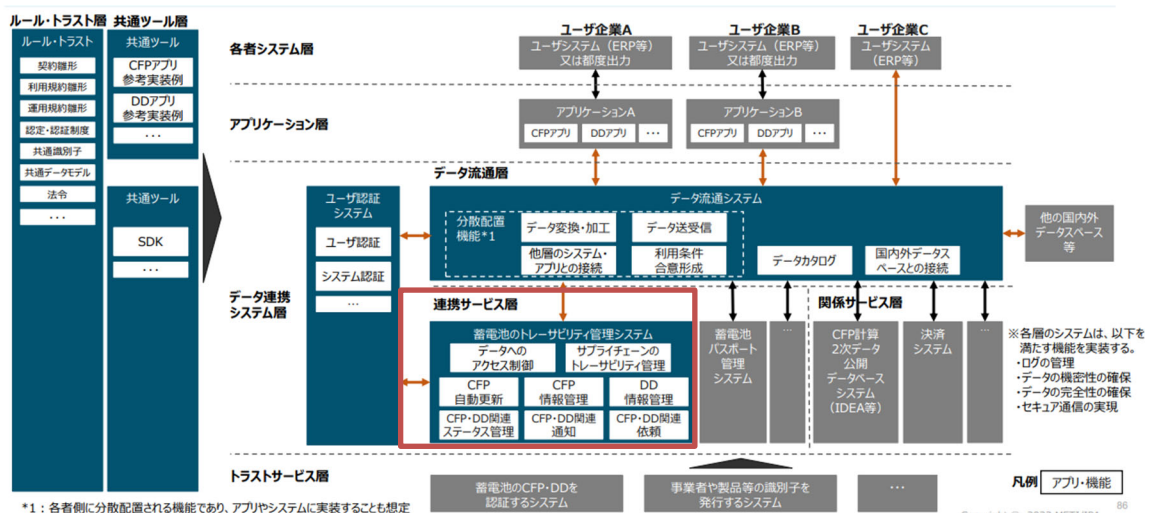 ルール・トラスト層
共通ツール層
ルール・トラスト
契約雛形
利用規約雛形
運用規約雛形
認定・認証制度
共通識別子
共通データモデル
法令
...
共通ツール
CFPアプリ
参考実装例
DDアプリ
参考実装例
...
共通ツール
SDK
...
各者システム層
ユーザ企業A
ユーザシステム（ERP等）
又は都度出力
ユーザ企業B
ユーザシステム（ERP等）
又は都度出力
ユーザ企業C
ユーザシステム
（ERP等）
アプリケーション層
アプリケーションA
CFPアプリ
DDアプリ
...
アプリケーションB
CFPアプリ
DDアプリ
...
データ連携
システム層
ユーザ認証
システム
ユーザ認証
システム認証
...
データ流通層
データ流通システム
分散配置
機能*1
データ変換・加工
データ送受信
他層のシステム・
アプリとの接続
利用条件
合意形成
データカタログ
国内外データス
ペースとの接続
他の国内外
データスペース
等
連携サービス層
蓄電池のトレーサビリティ管理システム
データへの
アクセス制御
サプライチェーンの
トレーサビリティ管理
CFP
自動更新
CFP
情報管理
DD
情報管理
CFP・DD関連
ステータス管理
CFP・DD関連
通知
CFP・DD関連
依頼
蓄電池
パスポート
管理
システム
...
関係サービス層
CFP計算
2次データ
公開
データベース
システム
（IDEA等）
決済
システム
...
※各層のシステムは、以下を
満たす機能を実装する。
・ログの管理
・データの機密性の確保
・データの完全性の確保
・セキュア通信の実現
トラストサービス層
蓄電池のCFP・DDを
認証するシステム
事業者や製品等の識別子を
発行するシステム
...
凡例
アプリ・機能
*1：各者側に分散配置される機能であり、アプリやシステムに実装することも想定
86